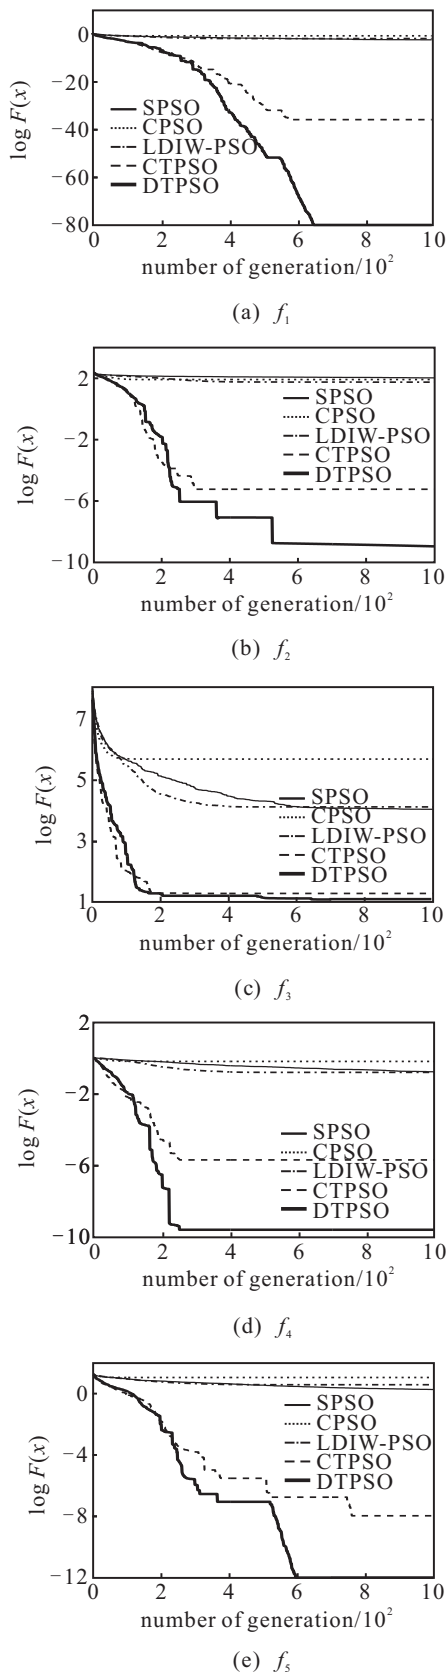 0
−20
−40
−60
−80
log F(x)
SPSO
CPSO
LDIW-PSO
CTPSO
DTPSO
0 2 4 6 8 10
number of generation/10²
(a) f₁
2
−2
−6
−10
log F(x)
SPSO
CPSO
LDIW-PSO
CTPSO
DTPSO
0 2 4 6 8 10
number of generation/10²
(b) f₂
7
5
3
1
log F(x)
SPSO
CPSO
LDIW-PSO
CTPSO
DTPSO
0 2 4 6 8 10
number of generation/10²
(c) f₃
2
−2
−6
−10
log F(x)
SPSO
CPSO
LDIW-PSO
CTPSO
DTPSO
0 2 4 6 8 10
number of generation/10²
(d) f₄
0
−4
−8
−12
log F(x)
SPSO
CPSO
LDIW-PSO
CTPSO
DTPSO
0 2 4 6 8 10
number of generation/10²
(e) f₅